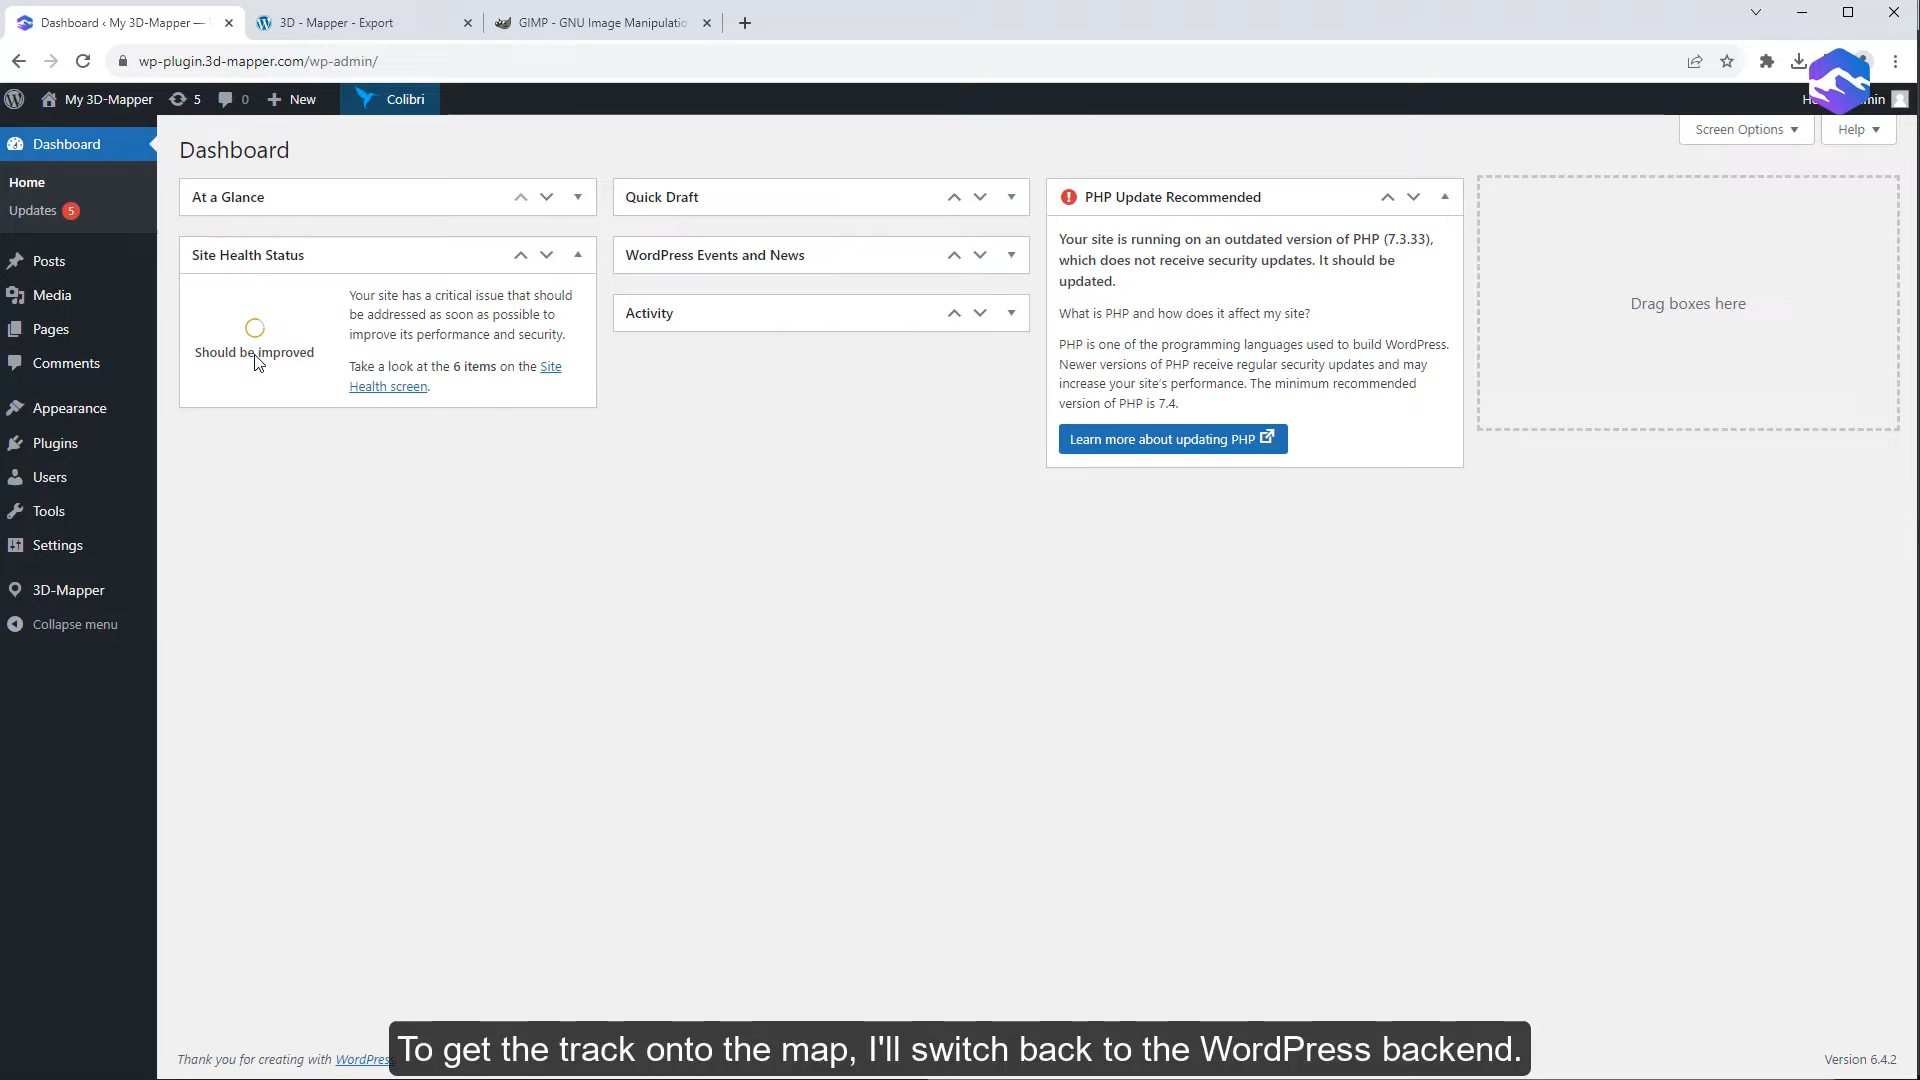 Dashboard ‹ My 3D-Mapper —
3D - Mapper - Export
GIMP - GNU Image Manipulatio
wp-plugin.3d-mapper.com/wp-admin/
My 3D-Mapper
5
0
New
Colibri
min
Screen Options
Help
Dashboard
Home
Updates 5
Posts
Media
Pages
Comments
Appearance
Plugins
Users
Tools
Settings
3D-Mapper
Collapse menu
Dashboard
At a Glance
Site Health Status
Should be improved
Your site has a critical issue that should
be addressed as soon as possible to
improve its performance and security.
Take a look at the 6 items on the Site
Health screen.
Quick Draft
WordPress Events and News
Activity
PHP Update Recommended
Your site is running on an outdated version of PHP (7.3.33),
which does not receive security updates. It should be
updated.
What is PHP and how does it affect my site?
PHP is one of the programming languages used to build WordPress.
Newer versions of PHP receive regular security updates and may
increase your site's performance. The minimum recommended
version of PHP is 7.4.
Learn more about updating PHP
Drag boxes here
Thank you for creating with WordPress
Version 6.4.2
To get the track onto the map, I'll switch back to the WordPress backend.